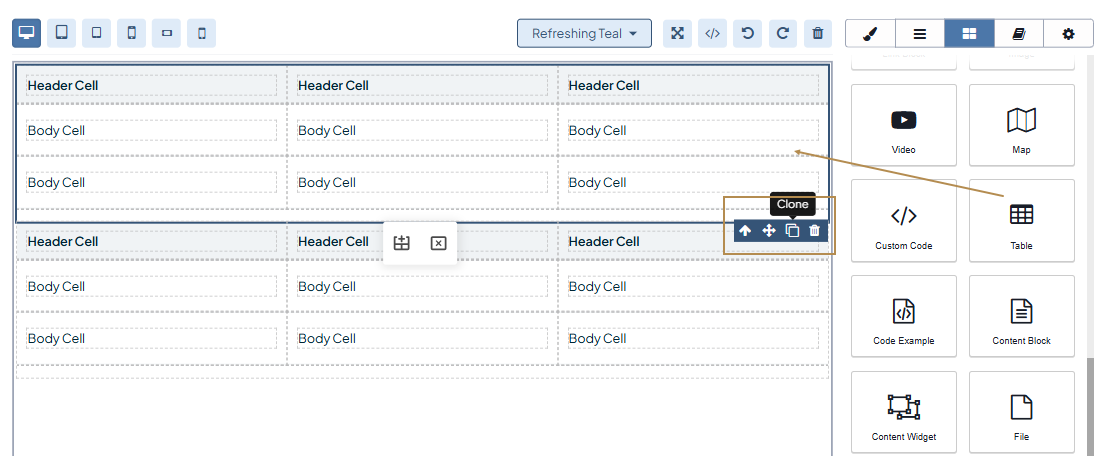 Refreshing Teal
Header Cell Header Cell Header Cell
Body Cell Body Cell Body Cell
Body Cell Body Cell Body Cell
Clone
Header Cell Header Cell Header Cell
Body Cell Body Cell Body Cell
Body Cell Body Cell Body Cell
Video Map
Custom Code Table
Code Example Content Block
Content Widget File